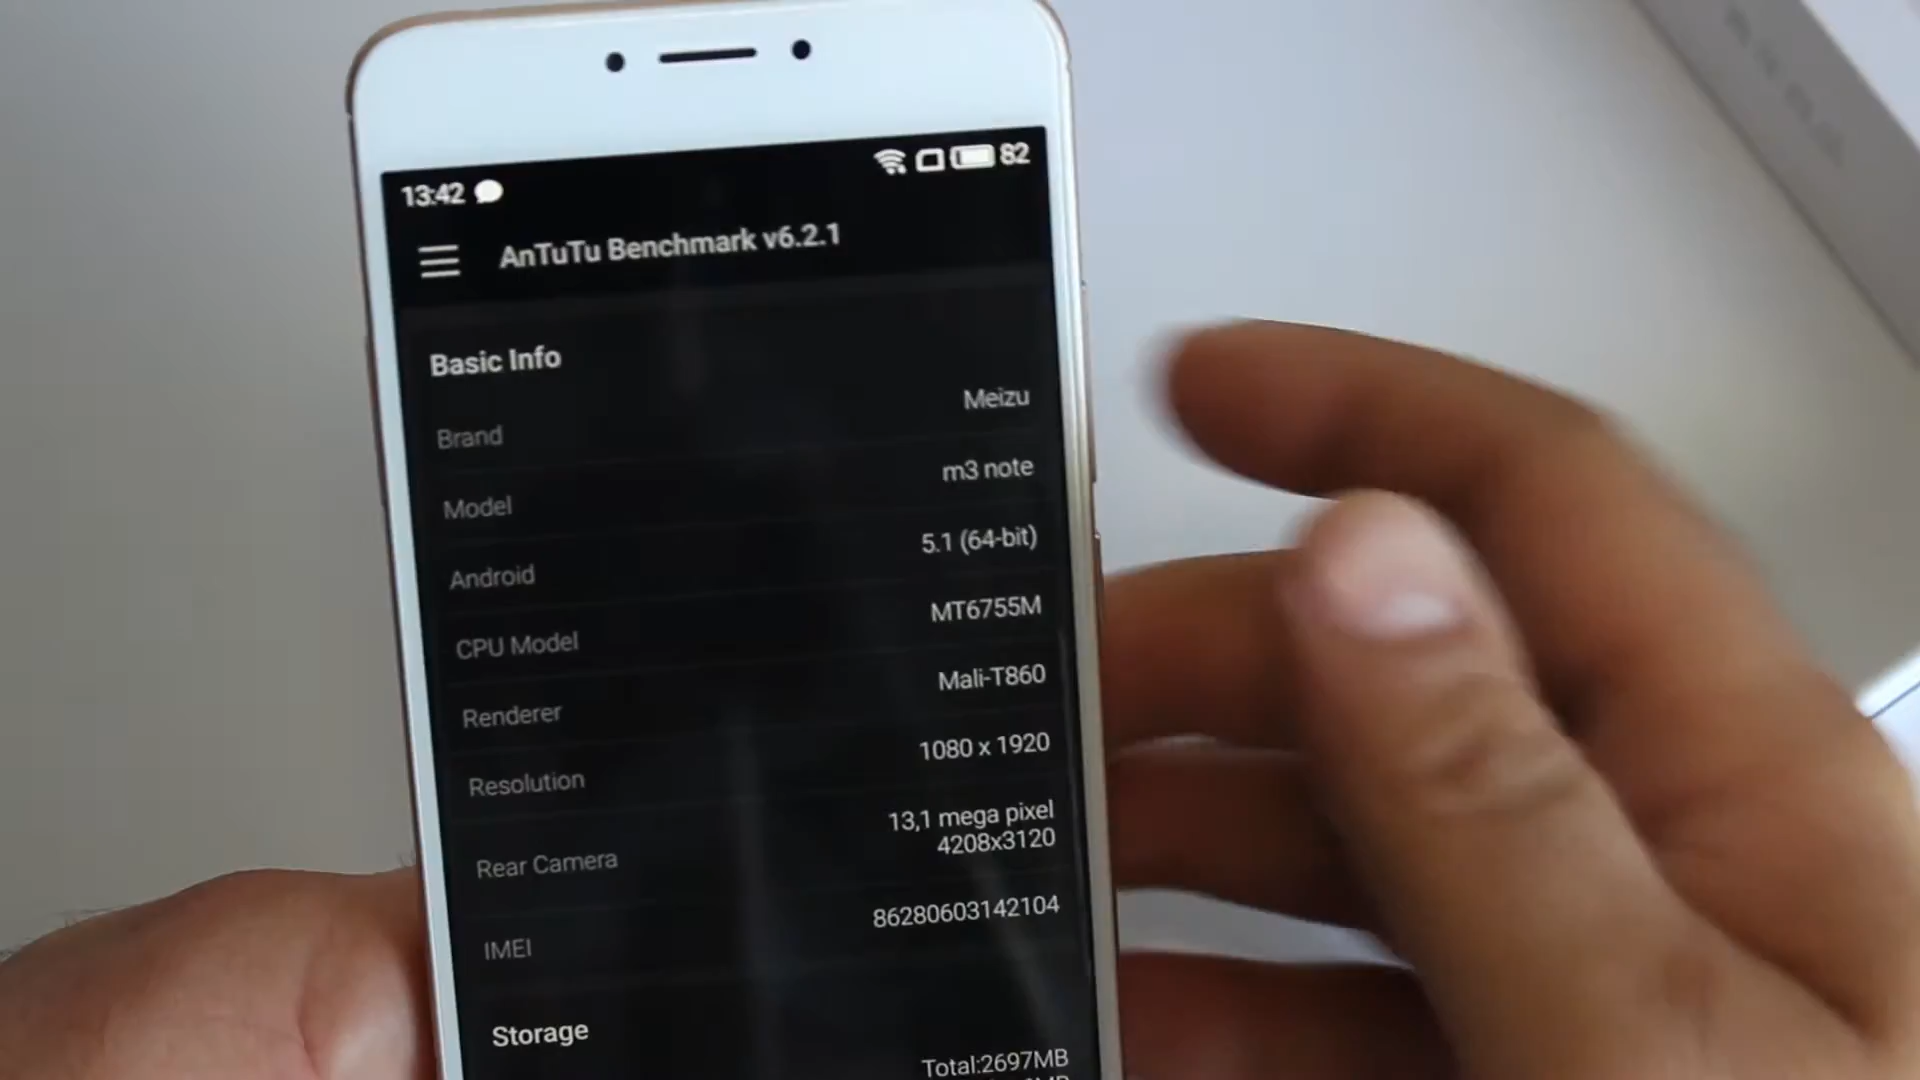 13:42
82
AnTuTu Benchmark v6.2.1
Basic Info
Brand Meizu
Model m3 note
Android 5.1 (64-bit)
CPU Model MT6755M
Renderer Mali-T860
Resolution 1080 x 1920
Rear Camera 13,1 mega pixel
4208x3120
IMEI 86280603142104
Storage
Total:2697MB